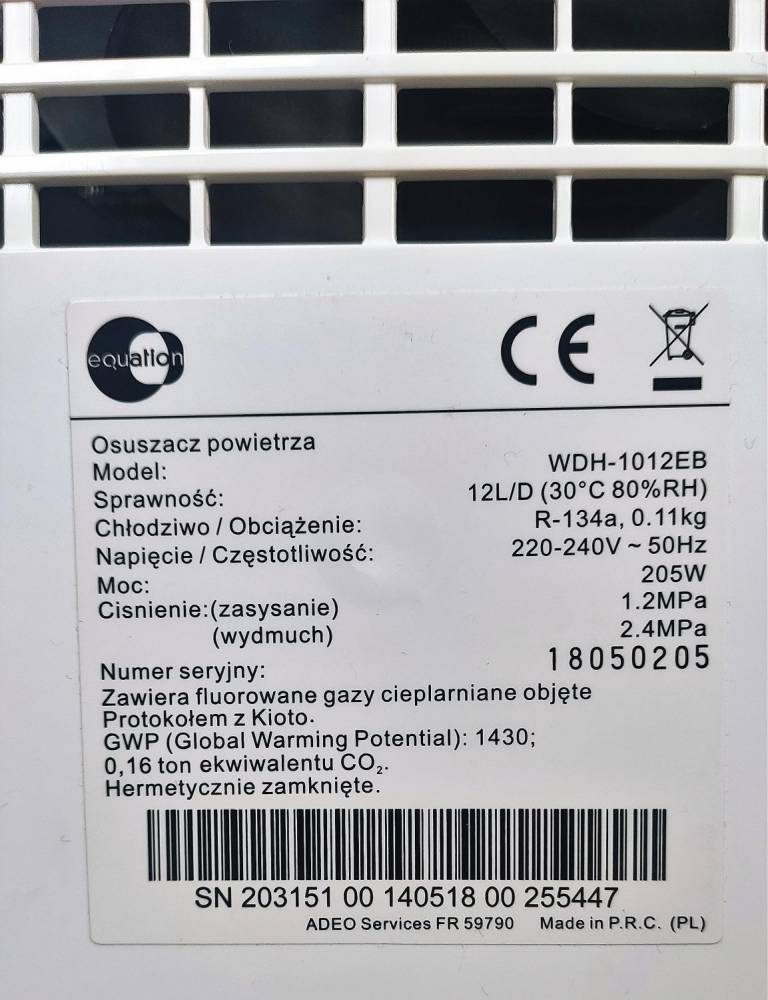 equation
CE
Osuszacz powietrza
Model: WDH-1012EB
Sprawność: 12L/D (30°C 80%RH)
Chłodziwo / Obciążenie: R-134a, 0.11kg
Napięcie / Częstotliwość: 220-240V ~ 50Hz
Moc: 205W
Cisnienie:(zasysanie) 1.2MPa
(wydmuch) 2.4MPa
Numer seryjny: 18050205
Zawiera fluorowane gazy cieplarniane objęte
Protokołem z Kioto.
GWP (Global Warming Potential): 1430;
0,16 ton ekwiwalentu CO₂.
Hermetycznie zamknięte.
SN 203151 00 140518 00 255447
ADEO Services FR 59790 Made in P.R.C. (PL)